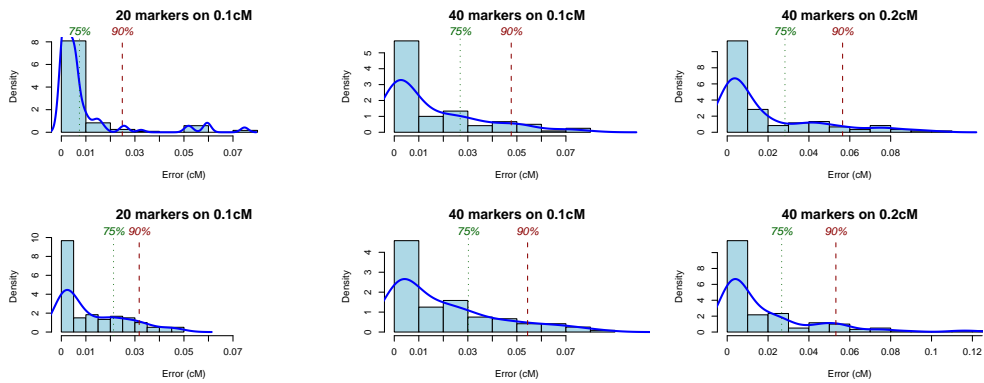 20 markers on 0.1cM
75% 90%
Density
0 2 4 6 8
0 0.01 0.03 0.05 0.07
Error (cM)
40 markers on 0.1cM
75% 90%
Density
0 1 2 3 4 5
0 0.01 0.03 0.05 0.07
Error (cM)
40 markers on 0.2cM
75% 90%
Density
0 2 4 6
0 0.02 0.04 0.06 0.08
Error (cM)
20 markers on 0.1cM
75% 90%
Density
0 2 4 6 8 10
0 0.01 0.03 0.05 0.07
Error (cM)
40 markers on 0.1cM
75% 90%
Density
0 1 2 3 4
0 0.01 0.03 0.05 0.07
Error (cM)
40 markers on 0.2cM
75% 90%
Density
0 2 4 6
0 0.02 0.04 0.06 0.08 0.1 0.12
Error (cM)